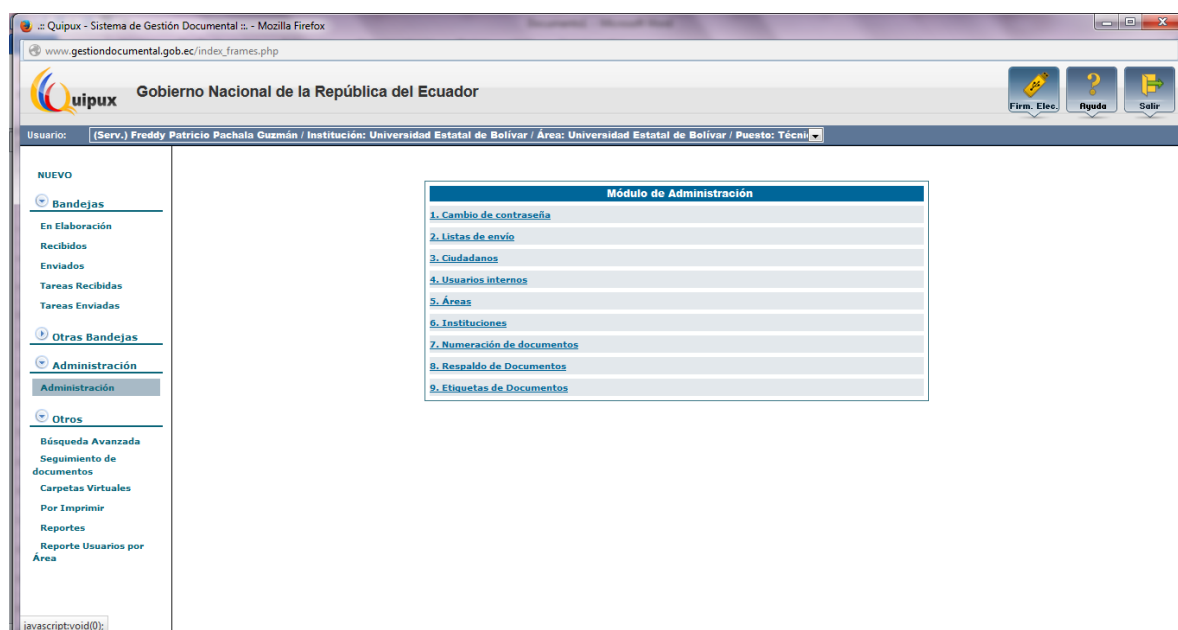 .:: Quipux - Sistema de Gestión Documental ::. - Mozilla Firefox
www.gestiondocumental.gob.ec/index_frames.php
Quipux
Gobierno Nacional de la República del Ecuador
Firm. Elec.
Ayuda
Salir
Usuario:
(Serv.) Freddy Patricio Pachala Guzmán / Institución: Universidad Estatal de Bolívar / Área: Universidad Estatal de Bolívar / Puesto: Técni
NUEVO
Bandejas
En Elaboración
Recibidos
Enviados
Tareas Recibidas
Tareas Enviadas
Otras Bandejas
Administración
Administración
Otros
Búsqueda Avanzada
Seguimiento de
documentos
Carpetas Virtuales
Por Imprimir
Reportes
Reporte Usuarios por
Área
Módulo de Administración
1. Cambio de contraseña
2. Listas de envío
3. Ciudadanos
4. Usuarios internos
5. Áreas
6. Instituciones
7. Numeración de documentos
8. Respaldo de Documentos
9. Etiquetas de Documentos
javascript:void(0);